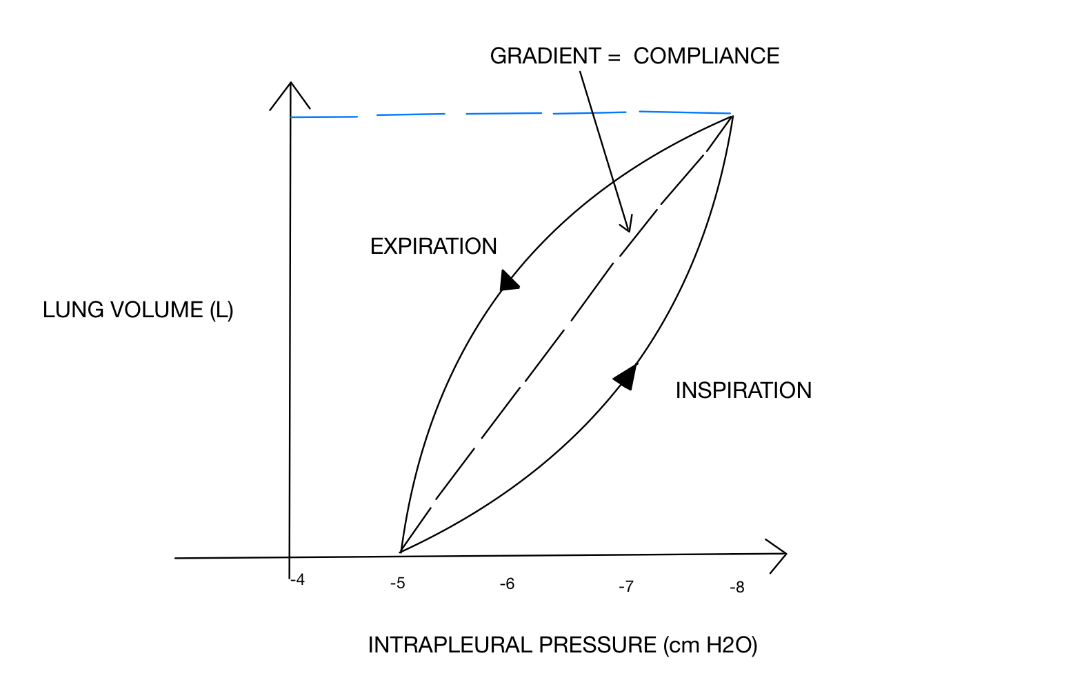 GRADIENT = COMPLIANCE
EXPIRATION
LUNG VOLUME (L)
INSPIRATION
-4 -5 -6 -7 -8
INTRAPLEURAL PRESSURE (cm H2O)